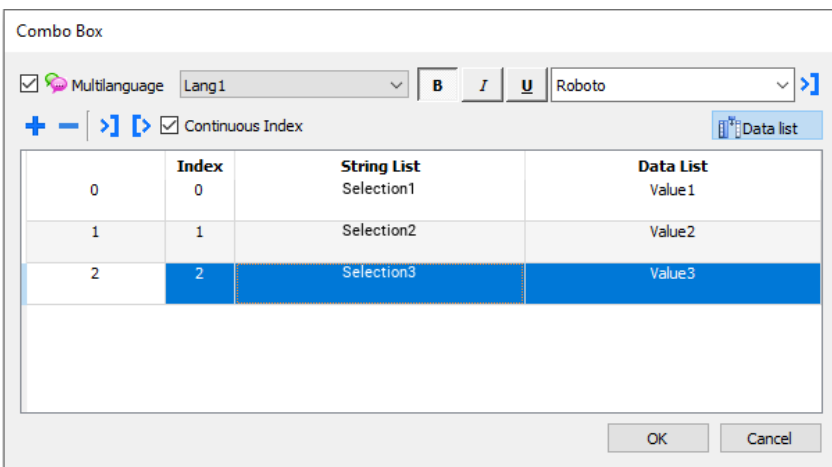 Combo Box
Multilanguage Lang1 B I U Roboto
Continuous Index Data list
Index String List Data List
0 0 Selection1 Value1
1 1 Selection2 Value2
2 2 Selection3 Value3
OK Cancel